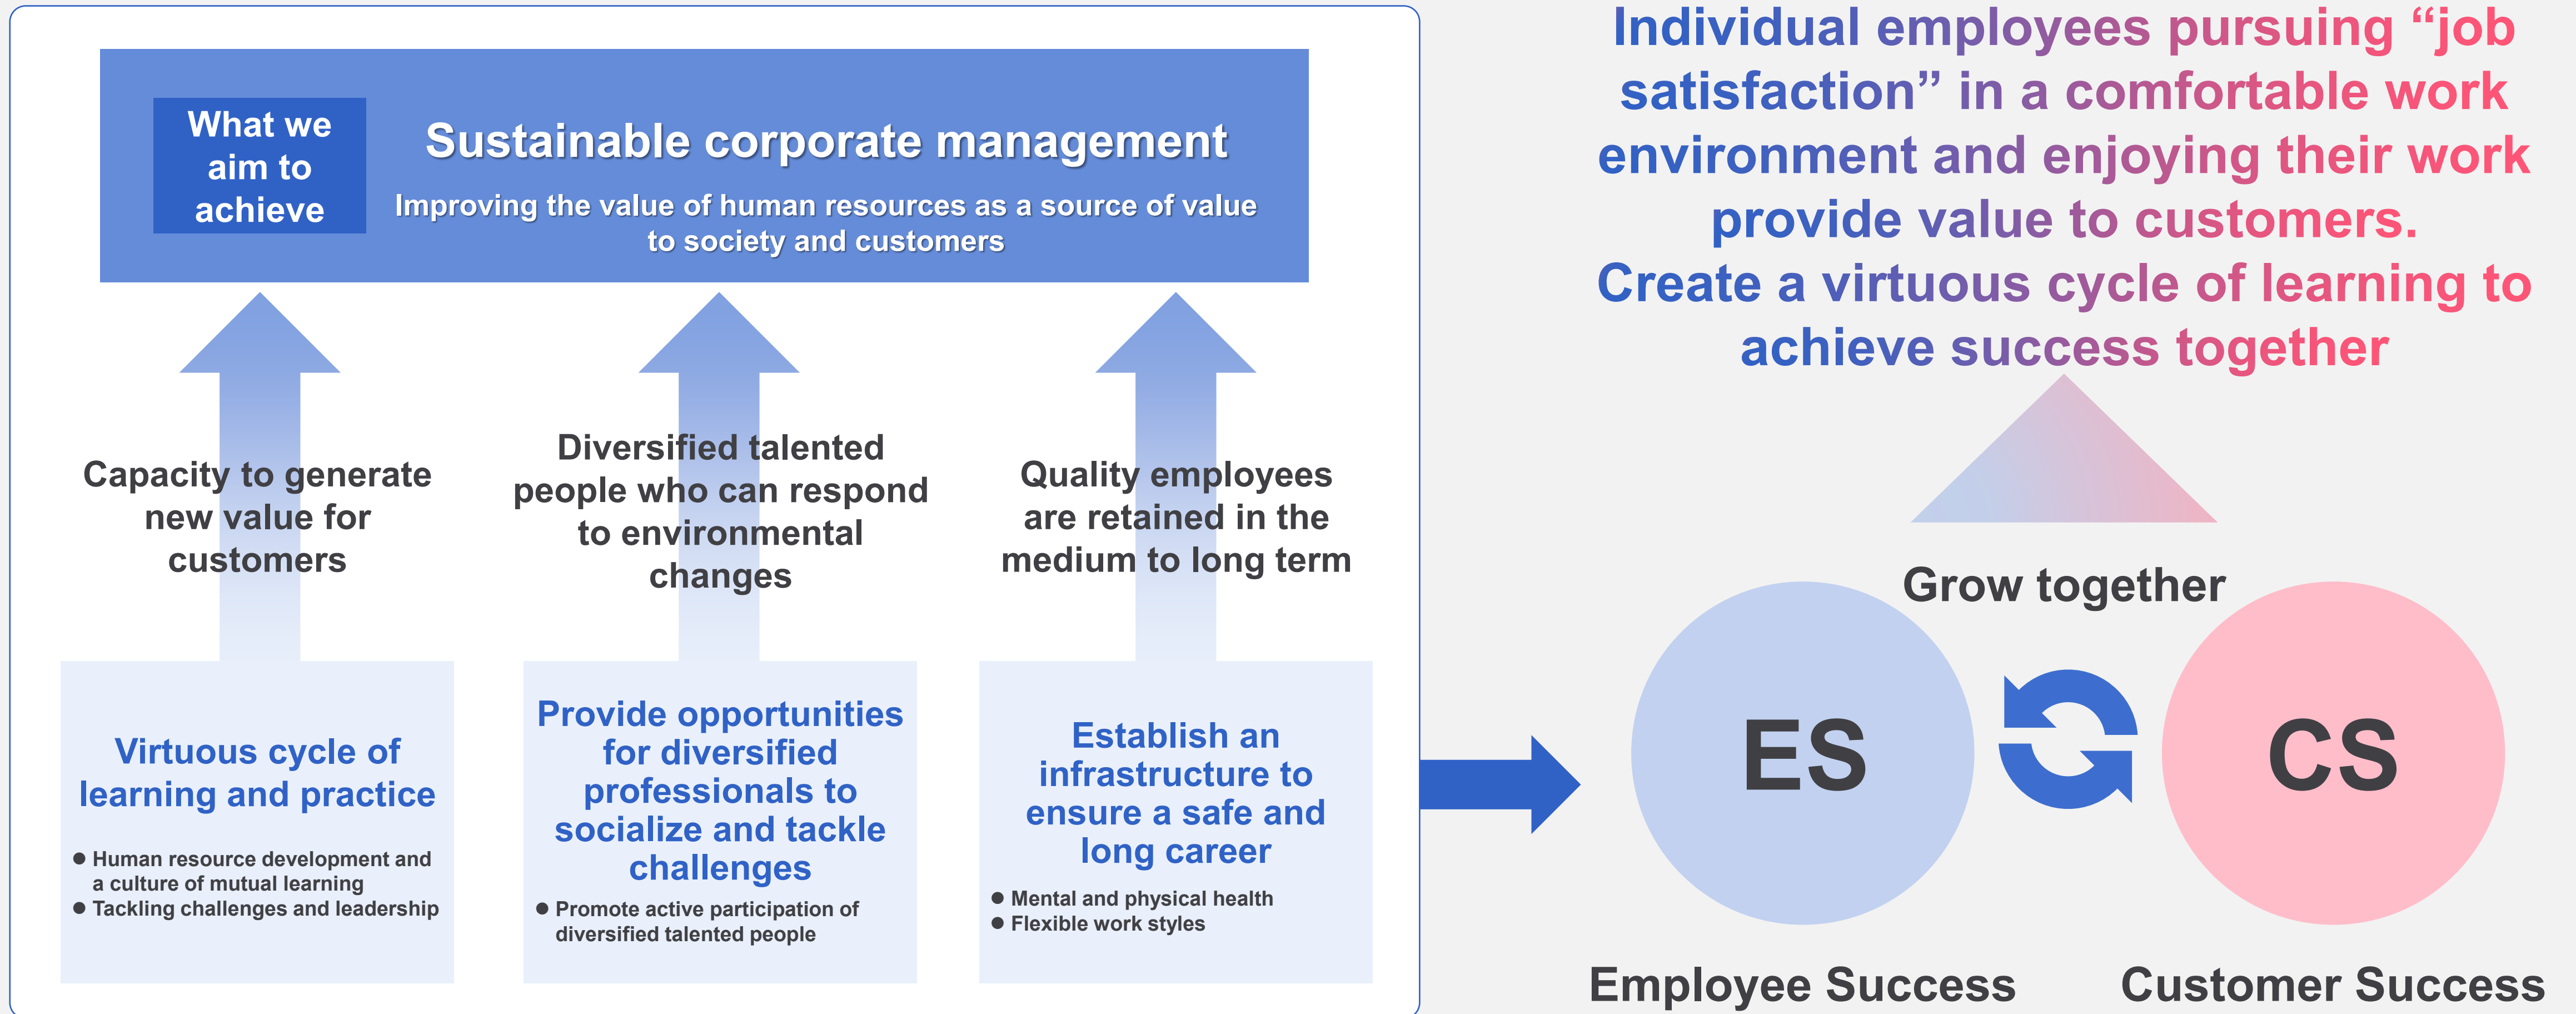 What we
aim to
achieve
Sustainable corporate management
Improving the value of human resources as a source of value
to society and customers
Capacity to generate
new value for
customers
Diversified talented
people who can respond
to environmental
changes
Quality employees
are retained in the
medium to long term
Virtuous cycle of
learning and practice
● Human resource development and
a culture of mutual learning
● Tackling challenges and leadership
Provide opportunities
for diversified
professionals to
socialize and tackle
challenges
● Promote active participation of
diversified talented people
Establish an
infrastructure to
ensure a safe and
long career
● Mental and physical health
● Flexible work styles
Individual employees pursuing “job
satisfaction” in a comfortable work
environment and enjoying their work
provide value to customers.
Create a virtuous cycle of learning to
achieve success together
Grow together
ES
CS
Employee Success
Customer Success